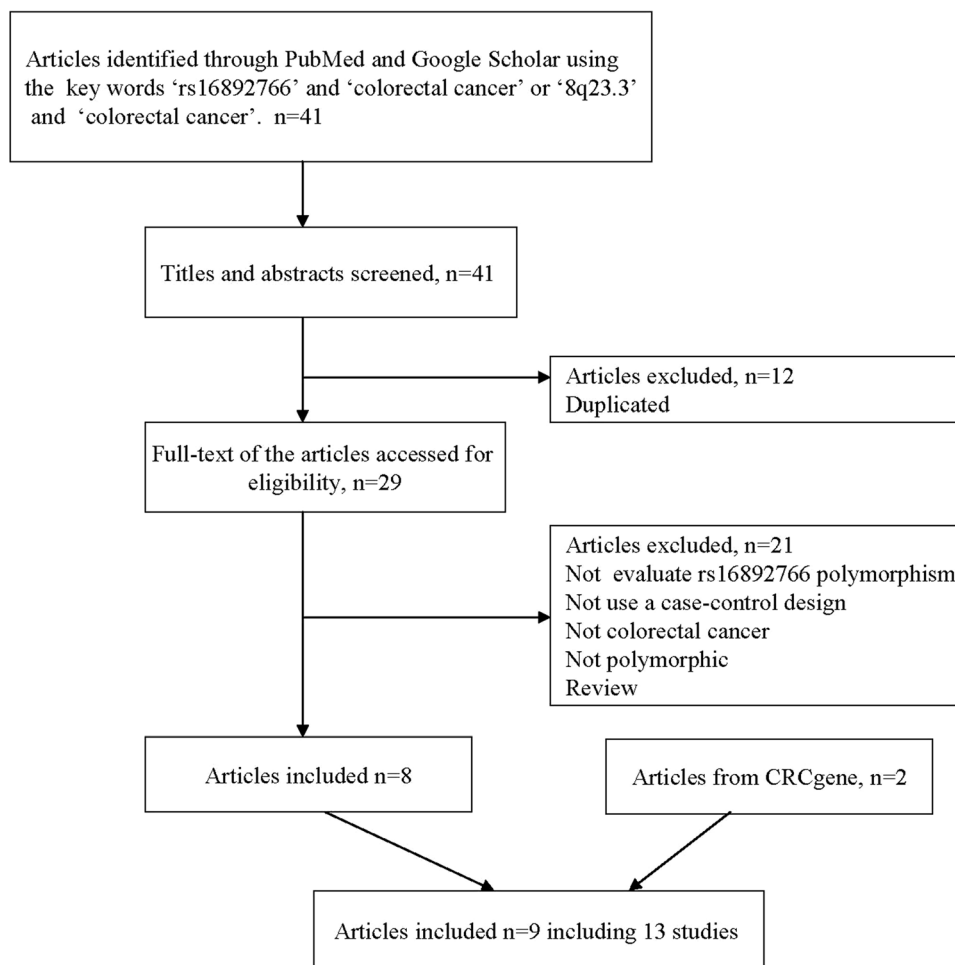 Articles identified through PubMed and Google Scholar using
the key words ‘rs16892766’ and ‘colorectal cancer’ or ‘8q23.3’
and ‘colorectal cancer’. n=41
Titles and abstracts screened, n=41
Articles excluded, n=12
Duplicated
Full-text of the articles accessed for
eligibility, n=29
Articles excluded, n=21
Not evaluate rs16892766 polymorphism
Not use a case-control design
Not colorectal cancer
Not polymorphic
Review
Articles included n=8
Articles from CRCgene, n=2
Articles included n=9 including 13 studies